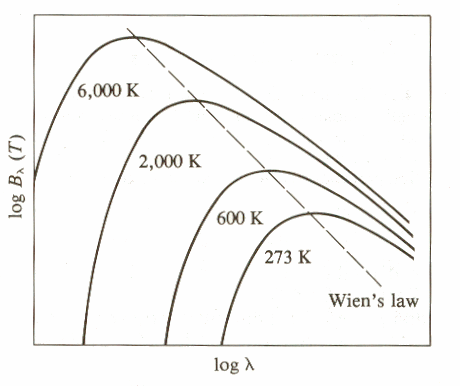 6,000 K
2,000 K
600 K
273 K
Wien's law
log B_λ (T)
log λ